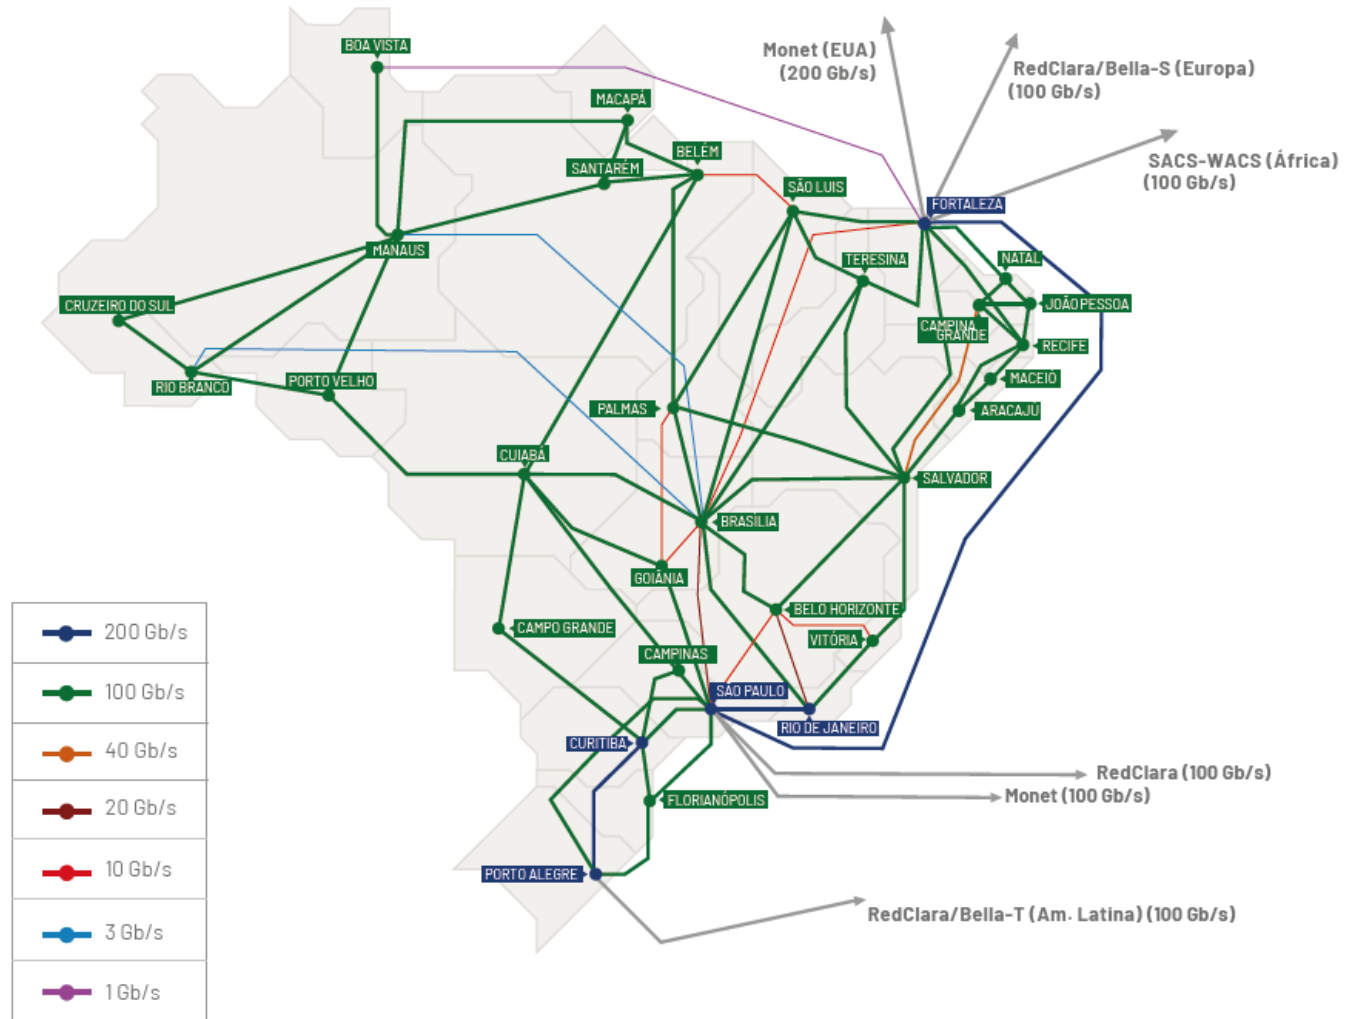 BOA VISTA
Monet (EUA)
(200 Gb/s)
RedClara/Bella-S (Europa)
(100 Gb/s)
MACAPÁ
BELÉM
SANTARÉM
SACS-WACS (África)
(100 Gb/s)
SÃO LUIS
FORTALEZA
MANAUS
TERESINA
NATAL
CRUZEIRO DO SUL
JOÃO PESSOA
CAMPINA
GRANDE
RECIFE
RIO BRANCO
PORTO VELHO
MACEIÓ
PALMAS
ARACAJU
CUIABÁ
SALVADOR
BRASÍLIA
GOIÂNIA
BELO HORIZONTE
CAMPO GRANDE
VITÓRIA
CAMPINAS
SÃO PAULO
RIO DE JANEIRO
CURITIBA
RedClara (100 Gb/s)
Monet (100 Gb/s)
FLORIANÓPOLIS
PORTO ALEGRE
RedClara/Bella-T (Am. Latina) (100 Gb/s)
200 Gb/s
100 Gb/s
40 Gb/s
20 Gb/s
10 Gb/s
3 Gb/s
1 Gb/s